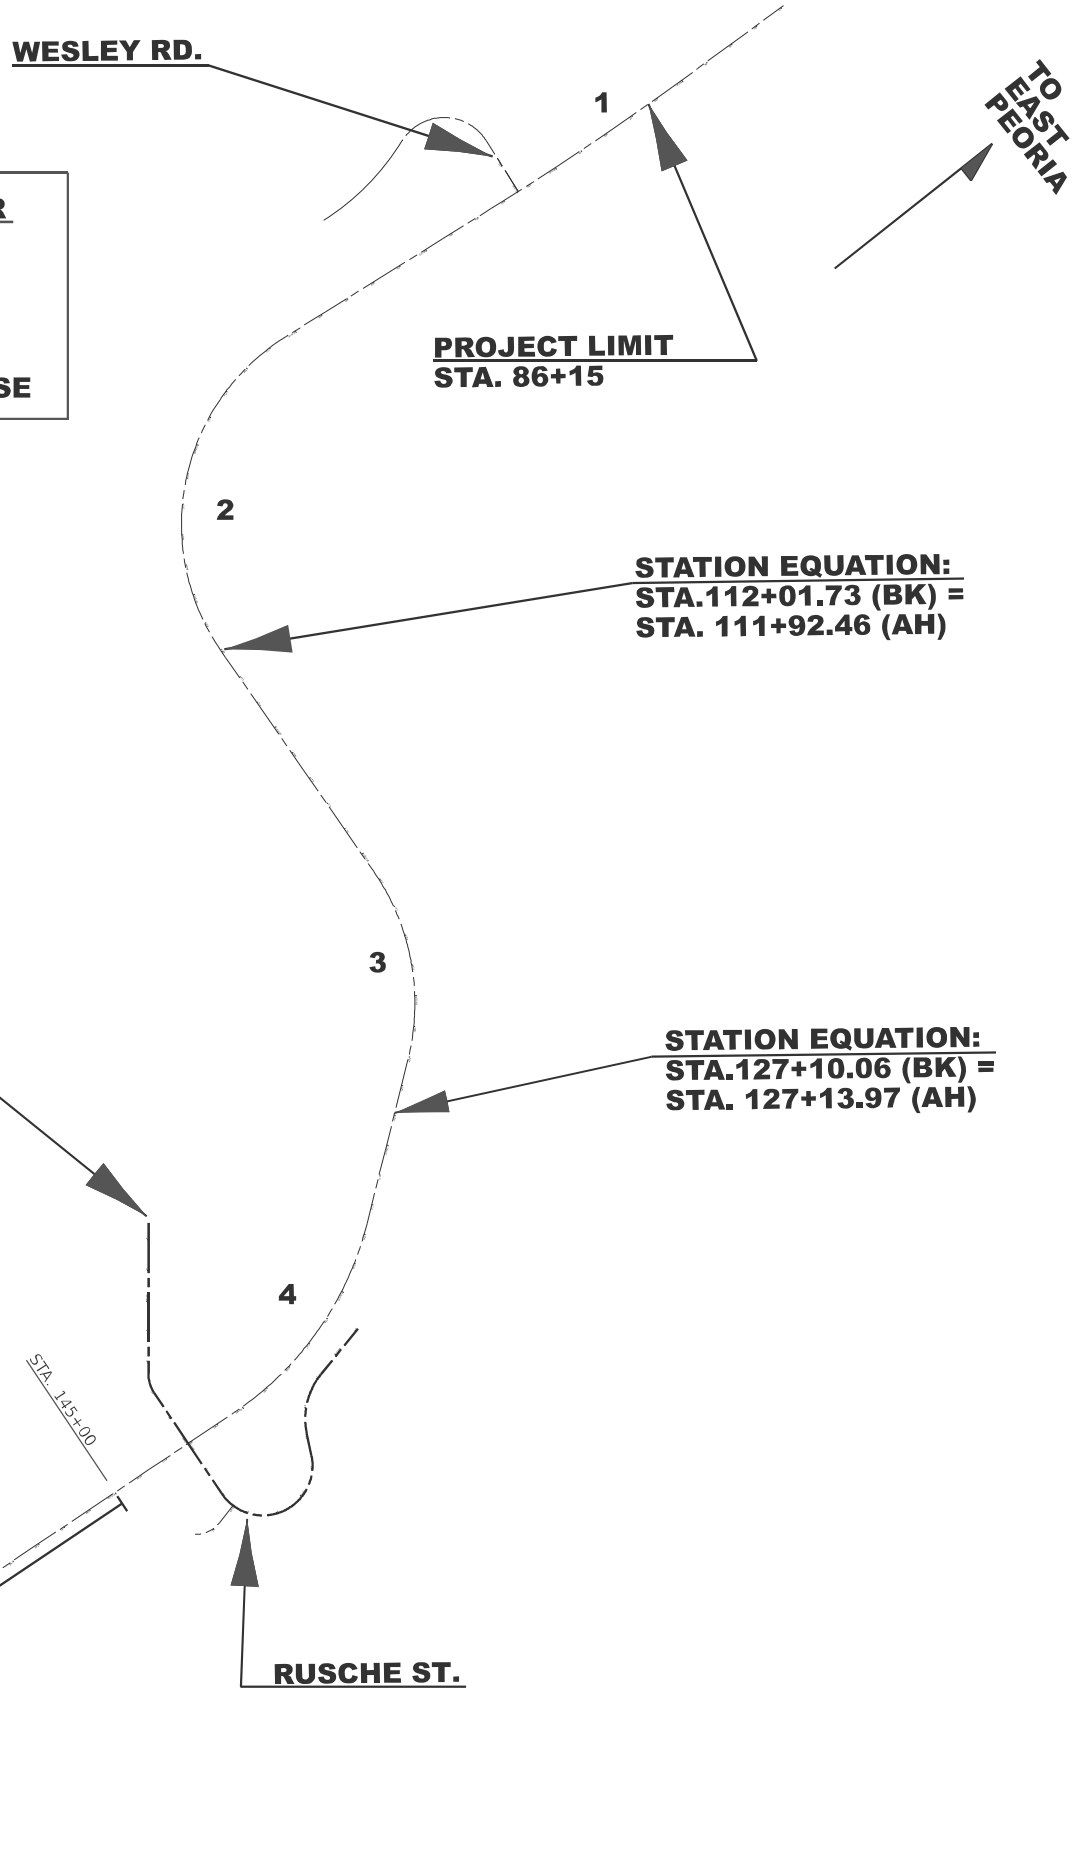 WESLEY RD.
1
TO
EAST
PEORIA
PROJECT LIMIT
STA. 86+15
SE
2
STATION EQUATION:
STA.112+01.73 (BK) =
STA. 111+92.46 (AH)
3
STATION EQUATION:
STA.127+10.06 (BK) =
STA. 127+13.97 (AH)
4
STA. 145+00
RUSCHE ST.